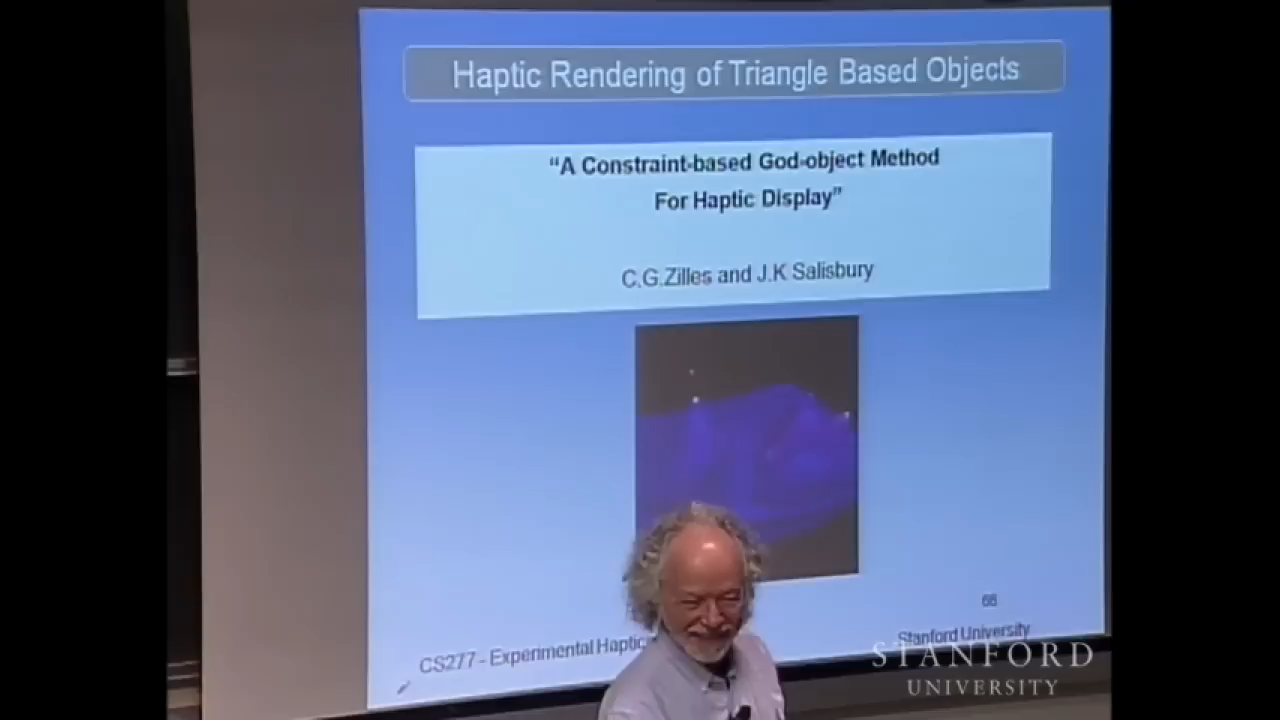 Haptic Rendering of Triangle Based Objects
“A Constraint-based God-object Method
For Haptic Display”
C.G.Zilles and J.K Salisbury
66
CS277 - Experimental Haptic
Stanford University
STANFORD
UNIVERSITY